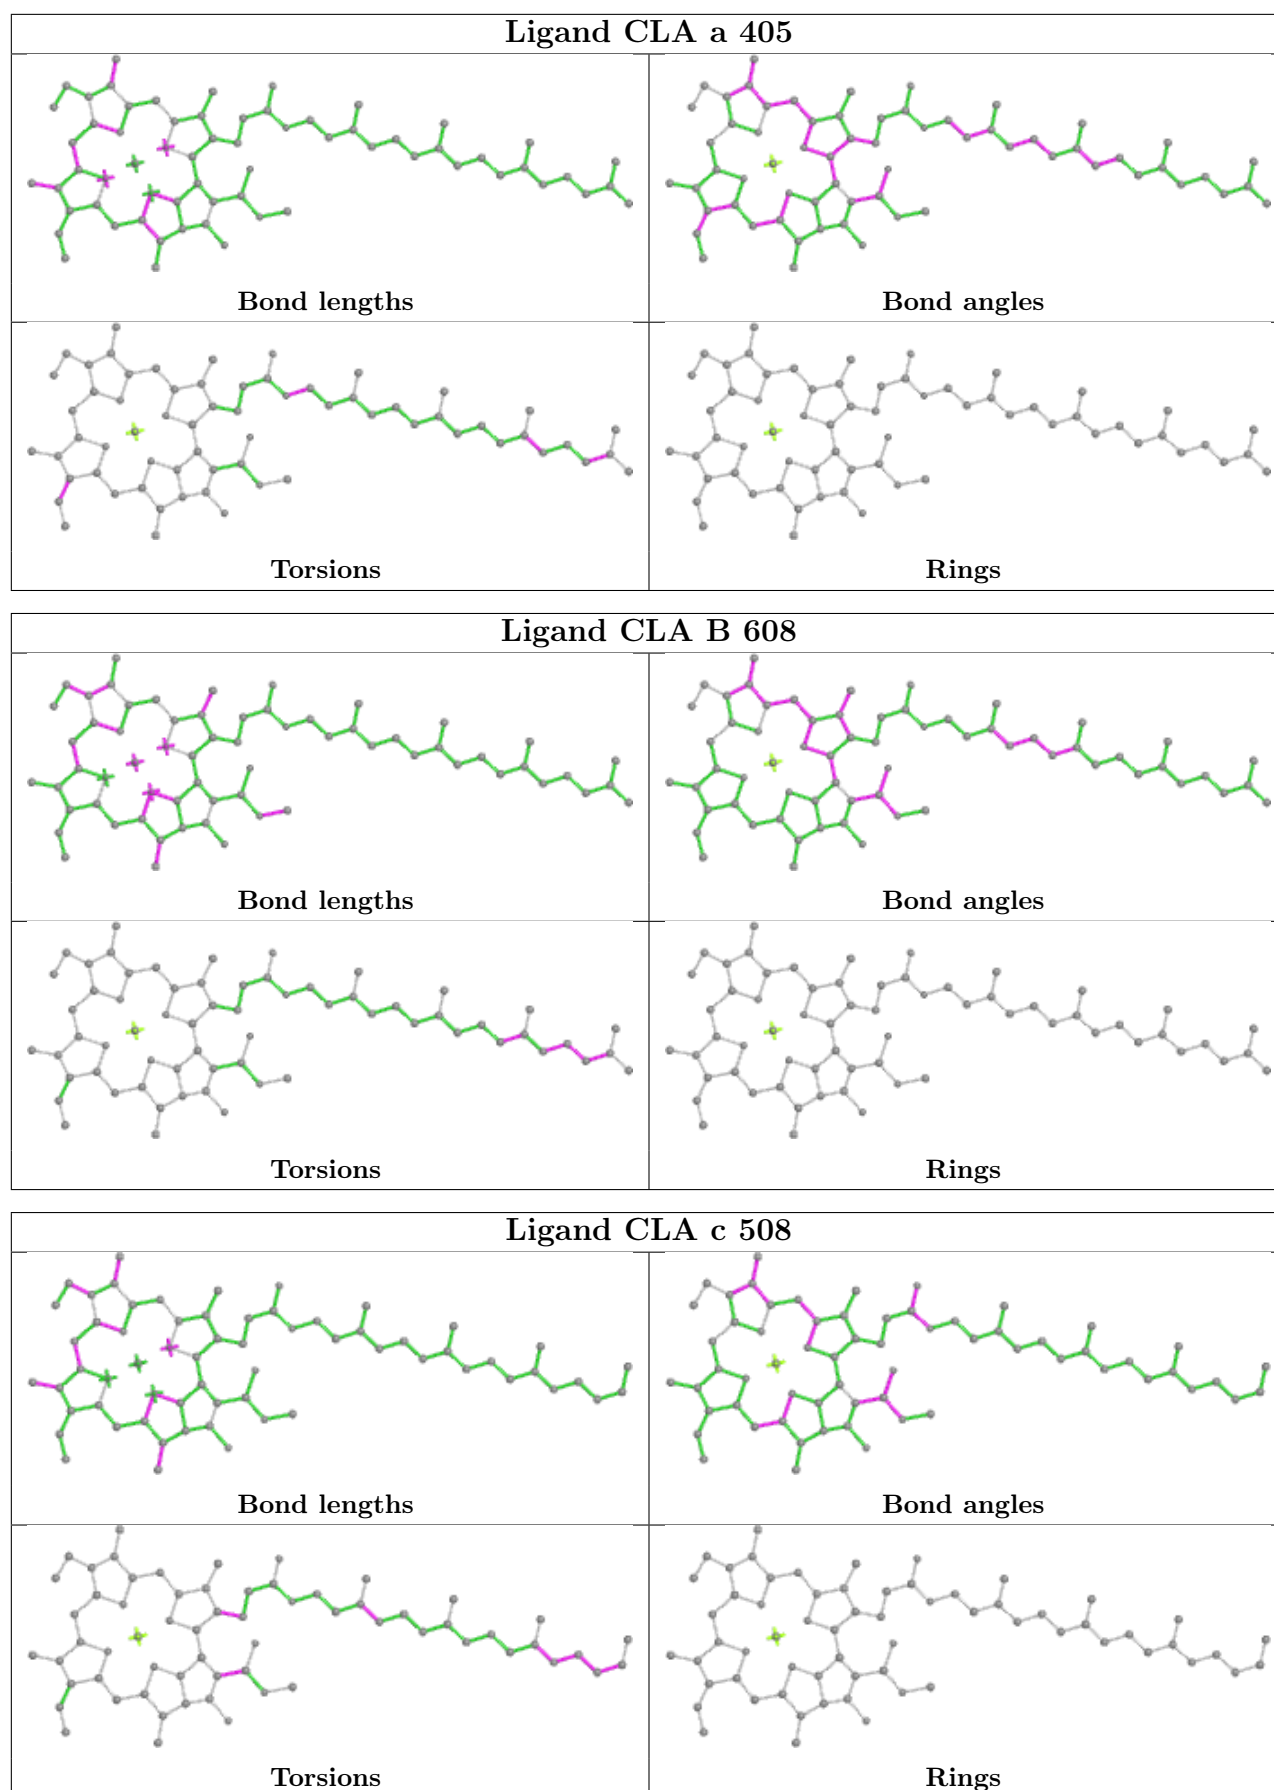 Ligand CLA a 405
Bond lengths
Bond angles
Torsions
Rings
Ligand CLA B 608
Bond lengths
Bond angles
Torsions
Rings
Ligand CLA c 508
Bond lengths
Bond angles
Torsions
Rings